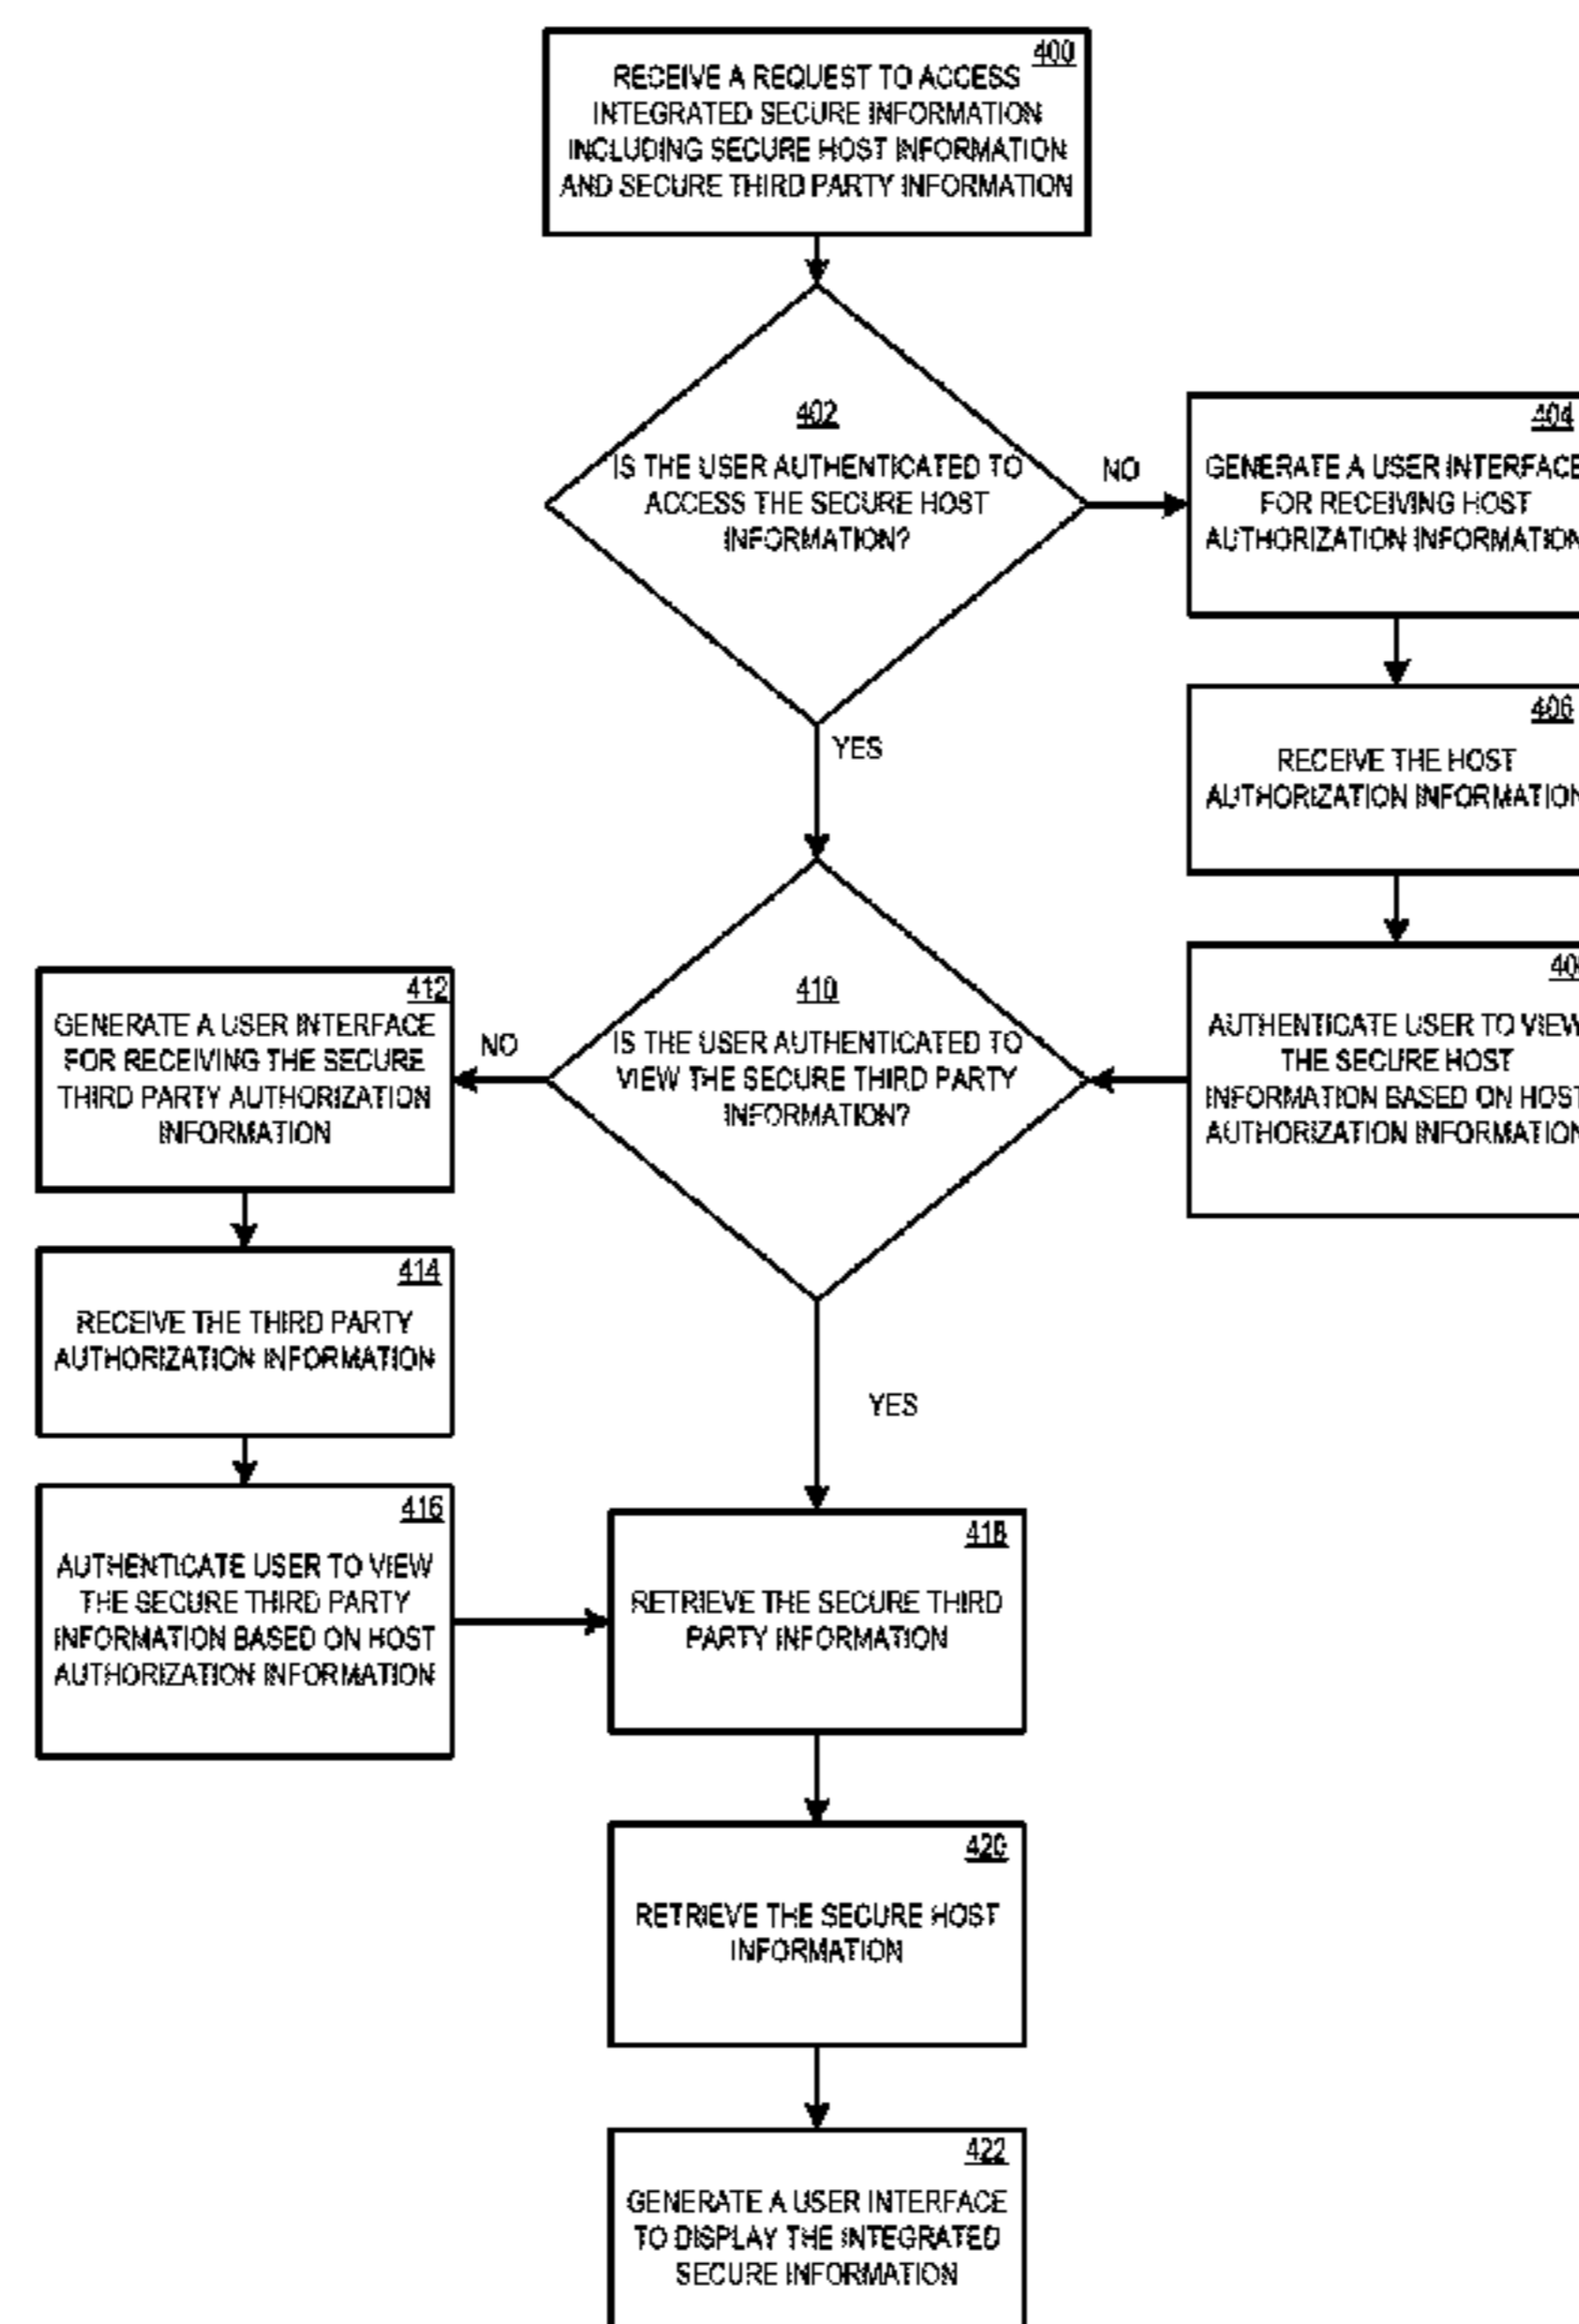 400
RECEIVE A REQUEST TO ACCESS
INTEGRATED SECURE INFORMATION
INCLUDING SECURE HOST INFORMATION
AND SECURE THIRD PARTY INFORMATION
402
IS THE USER AUTHENTICATED TO
ACCESS THE SECURE HOST
INFORMATION?
NO
404
GENERATE A USER INTERFACE
FOR RECEIVING HOST
AUTHORIZATION INFORMATION
406
RECEIVE THE HOST
AUTHORIZATION INFORMATION
YES
AUTHENTICATE USER TO VIEW
THE SECURE HOST
INFORMATION BASED ON HOST
AUTHORIZATION INFORMATION
410
IS THE USER AUTHENTICATED TO
VIEW THE SECURE THIRD PARTY
INFORMATION?
NO
412
GENERATE A USER INTERFACE
FOR RECEIVING THE SECURE
THIRD PARTY AUTHORIZATION
INFORMATION
414
RECEIVE THE THIRD PARTY
AUTHORIZATION INFORMATION
416
AUTHENTICATE USER TO VIEW
THE SECURE THIRD PARTY
INFORMATION BASED ON HOST
AUTHORIZATION INFORMATION
YES
418
RETRIEVE THE SECURE THIRD
PARTY INFORMATION
420
RETRIEVE THE SECURE HOST
INFORMATION
422
GENERATE A USER INTERFACE
TO DISPLAY THE INTEGRATED
SECURE INFORMATION